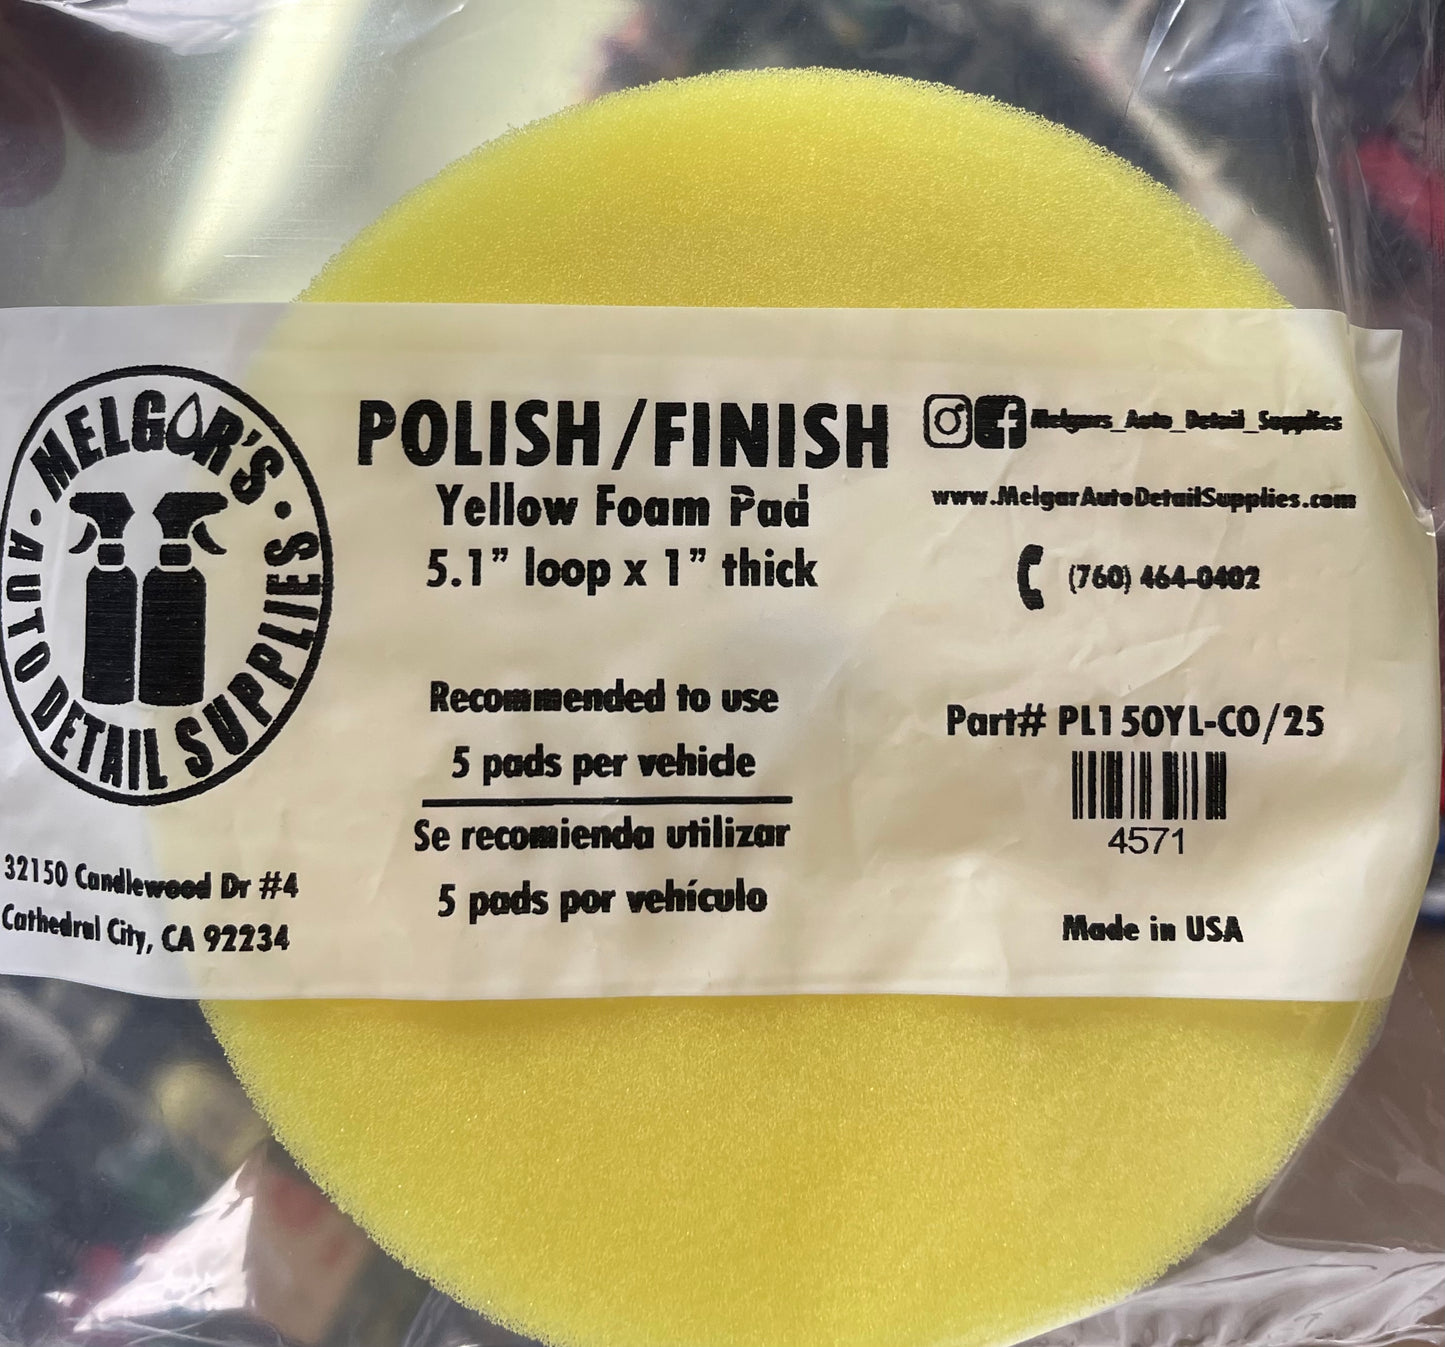 MELGOR'S
• AUTO DETAIL SUPPLIES •
32150 Candlewood Dr #4
Cathedral City, CA 92234
POLISH/FINISH
Yellow Foam Pad
5.1” loop x 1” thick
Recommended to use
5 pads per vehicle
Se recomienda utilizar
5 pads por vehículo
Melgars_Auto_Detail_Supplies
www.MelgarAutoDetailSupplies.com
(760) 464-0402
Part# PL150YL-CO/25
4571
Made in USA